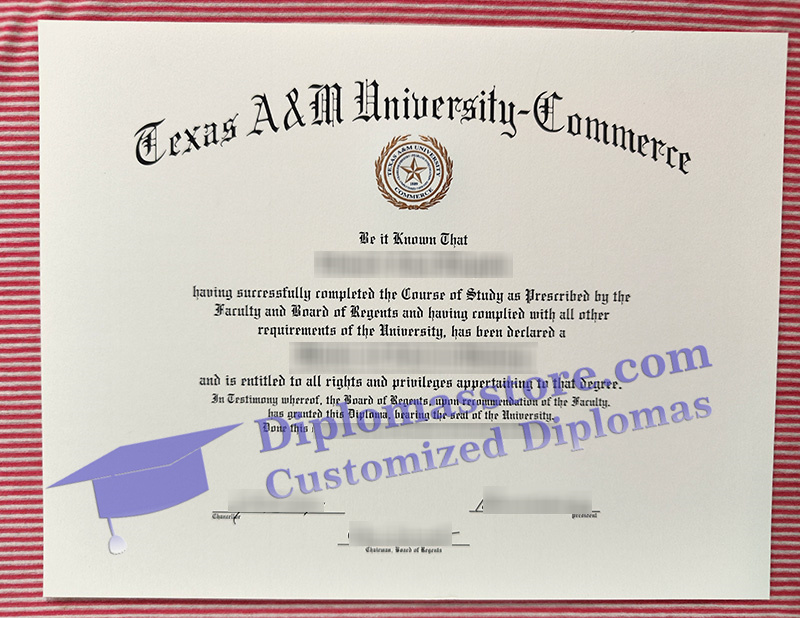 Texas A&M University-Commerce
TEXAS A&M UNIVERSITY
1889
COMMERCE
Be it Known That
having successfully completed the Course of Study as Prescribed by the
Faculty and Board of Regents and having complied with all other
requirements of the University, has been declared a
and is entitled to all rights and privileges appertaining to that degree.
In Testimony whereof, the Board of Regents, upon recommendation of the Faculty,
has granted this Diploma, bearing the seal of the University.
Done this
Diplomasstore.com
Customized Diplomas
Chancellor
president
Chairman, Board of Regents